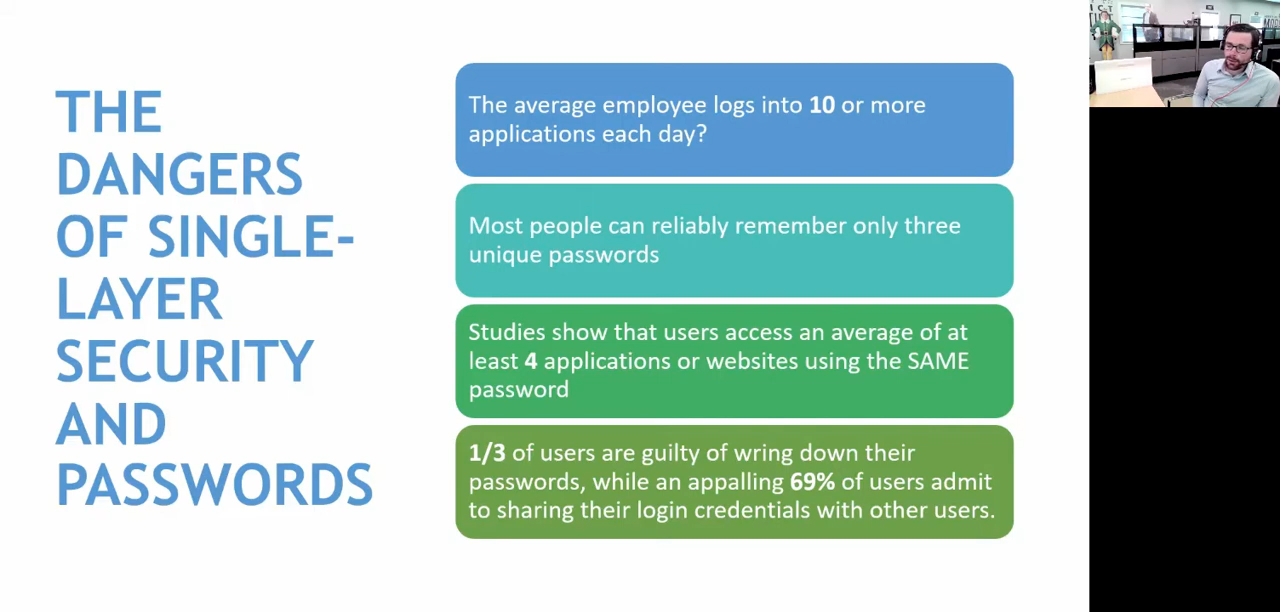 THE
DANGERS
OF SINGLE-
LAYER
SECURITY
AND
PASSWORDS
The average employee logs into 10 or more
applications each day?
Most people can reliably remember only three
unique passwords
Studies show that users access an average of at
least 4 applications or websites using the SAME
password
1/3 of users are guilty of wring down their
passwords, while an appalling 69% of users admit
to sharing their login credentials with other users.